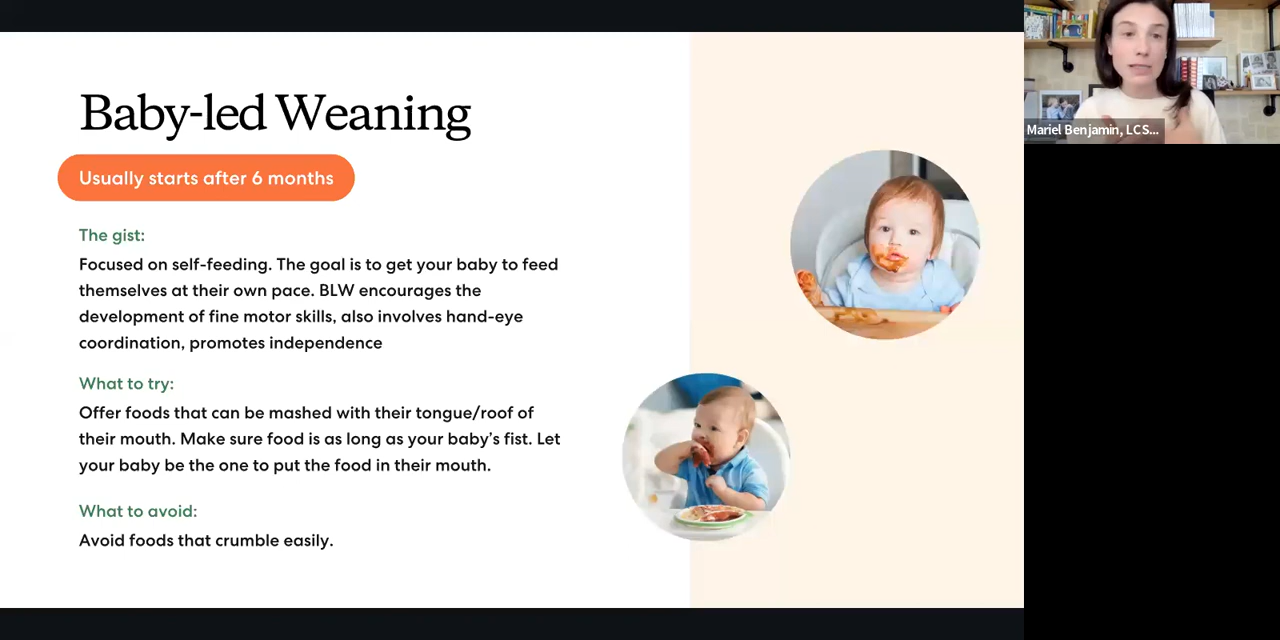 Baby-led Weaning
Usually starts after 6 months
The gist:
Focused on self-feeding. The goal is to get your baby to feed
themselves at their own pace. BLW encourages the
development of fine motor skills, also involves hand-eye
coordination, promotes independence
What to try:
Offer foods that can be mashed with their tongue/roof of
their mouth. Make sure food is as long as your baby’s fist. Let
your baby be the one to put the food in their mouth.
What to avoid:
Avoid foods that crumble easily.
Mariel Benjamin, LCS...